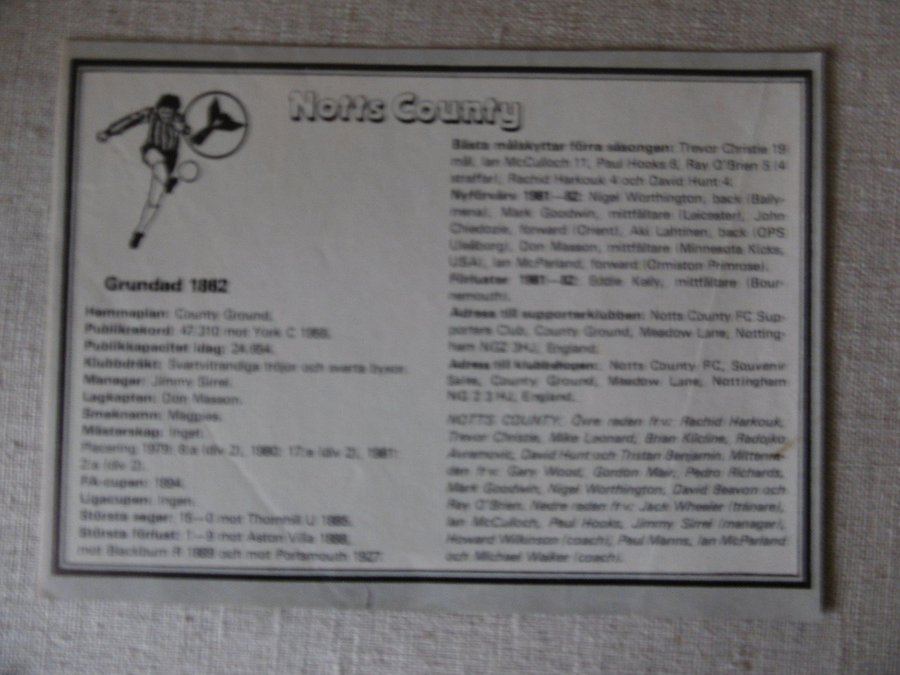 Notts County
Grundad 1862
Hemmaplan: County Ground.
Publikrekord: 47.310 mot York C 1955.
Publikkapacitet idag: 24.054.
Klubbdräkt: Svartvitrandiga tröjor och svarta byxor.
Manager: Jimmy Sirrel.
Lagkapten: Don Masson.
Smeknamn: Magpies.
Mästerskap: Inget.
Placering 1979: 6:a (div 2), 1980: 17:e (div 2), 1981:
2:a (div 2).
FA-cupen: 1894.
Ligacupen: Ingen.
Största seger: 15—0 mot Thornhill U 1885.
Största förlust: 1—9 mot Aston Villa 1888,
mot Blackburn R 1889 och mot Portsmouth 1927.
Bästa målskyttar förra säsongen: Trevor Christie 19
mål, Ian McCulloch 11, Paul Hooks 6, Ray O'Brien 5 (4
straffar), Rachid Harkouk 4 och David Hunt 4.
Nyförvärv 1981—82: Nigel Worthington, back (Bally-
mena), Mark Goodwin, mittfältare (Leicester), John
Chiedozie, forward (Orient), Aki Lahtinen, back (OPS
Uleåborg), Don Masson, mittfältare (Minnesota Kicks,
USA), Ian McParland, forward (Ormiston Primrose).
Förluster 1981—82: Eddie Kelly, mittfältare (Bour-
nemouth).
Adress till supporterklubben: Notts County FC Sup-
porters Club, County Ground, Meadow Lane, Notting-
ham NG2 3HJ, England.
Adress till klubbshopen: Notts County FC, Souvenir
Sales, County Ground, Meadow Lane, Nottingham
NG 2 3 HJ, England.
NOTTS COUNTY: Övre raden fr v: Rachid Harkouk,
Trevor Christie, Mike Leonard, Brian Kilcline, Radojko
Avramovic, David Hunt och Tristan Benjamin. Mittersta
den fr v: Gary Wood, Gordon Mair, Pedro Richards,
Mark Goodwin, Nigel Worthington, David Beavon och
Ray O'Brien. Nedre raden fr v: Jack Wheeler (tränare),
Ian McCulloch, Paul Hooks, Jimmy Sirrel (manager),
Howard Wilkinson (coach), Paul Manns, Ian McParland
och Michael Walker (coach).